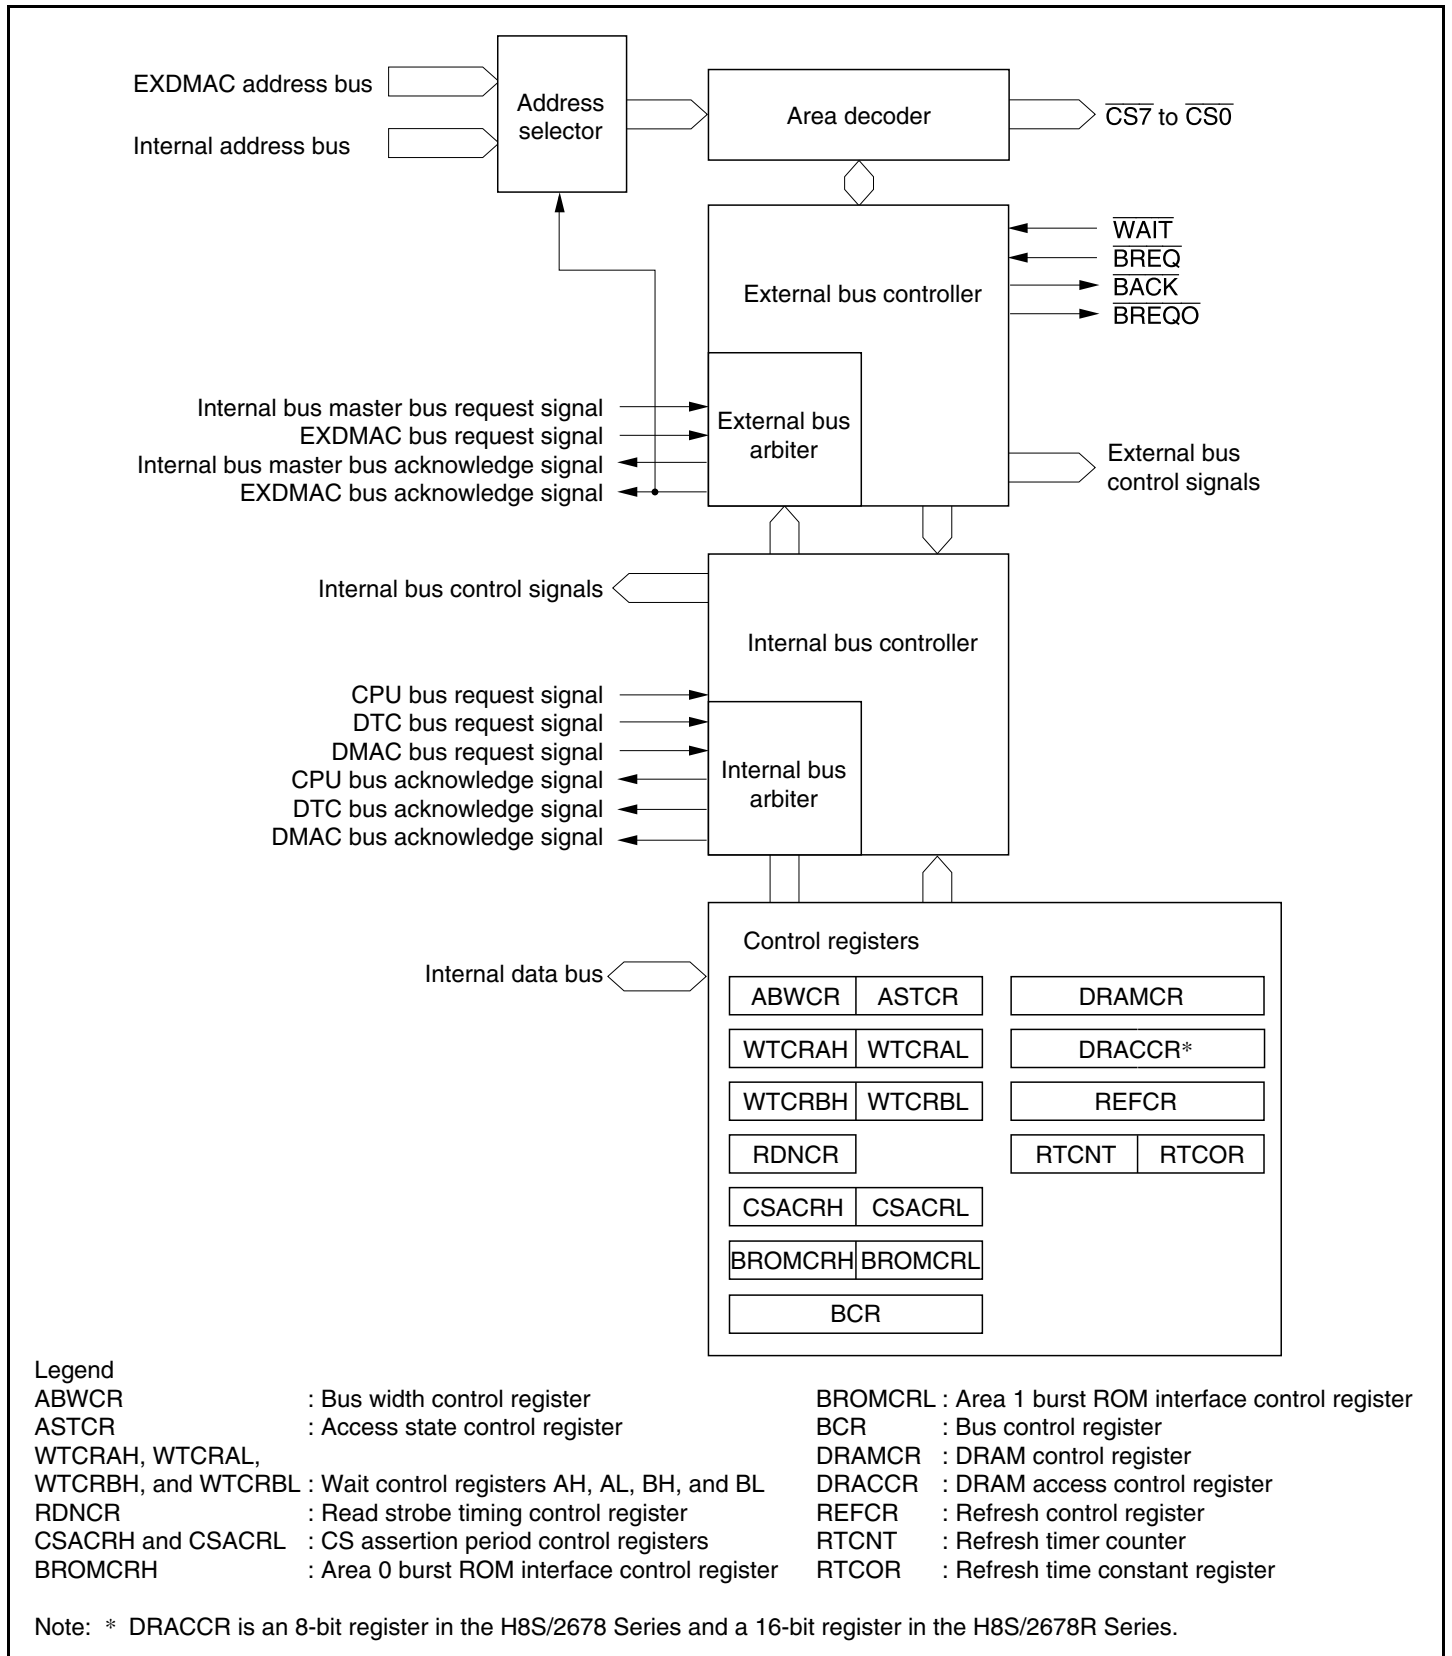 EXDMAC address bus
Internal address bus
Address
selector
Area decoder
CS7 to CS0
External bus controller
WAIT
BREQ
BACK
BREQO
Internal bus master bus request signal
EXDMAC bus request signal
Internal bus master bus acknowledge signal
EXDMAC bus acknowledge signal
External bus
arbiter
External bus
control signals
Internal bus control signals
Internal bus controller
CPU bus request signal
DTC bus request signal
DMAC bus request signal
CPU bus acknowledge signal
DTC bus acknowledge signal
DMAC bus acknowledge signal
Internal bus
arbiter
Internal data bus
Control registers
ABWCR ASTCR DRAMCR
WTCRAH WTCRAL DRACCR*
WTCRBH WTCRBL REFCR
RDNCR RTCNT RTCOR
CSACRH CSACRL
BROMCRH BROMCRL
BCR
Legend
ABWCR : Bus width control register
ASTCR : Access state control register
WTCRAH, WTCRAL,
WTCRBH, and WTCRBL : Wait control registers AH, AL, BH, and BL
RDNCR : Read strobe timing control register
CSACRH and CSACRL : CS assertion period control registers
BROMCRH : Area 0 burst ROM interface control register
BROMCRL : Area 1 burst ROM interface control register
BCR : Bus control register
DRAMCR : DRAM control register
DRACCR : DRAM access control register
REFCR : Refresh control register
RTCNT : Refresh timer counter
RTCOR : Refresh time constant register
Note: * DRACCR is an 8-bit register in the H8S/2678 Series and a 16-bit register in the H8S/2678R Series.